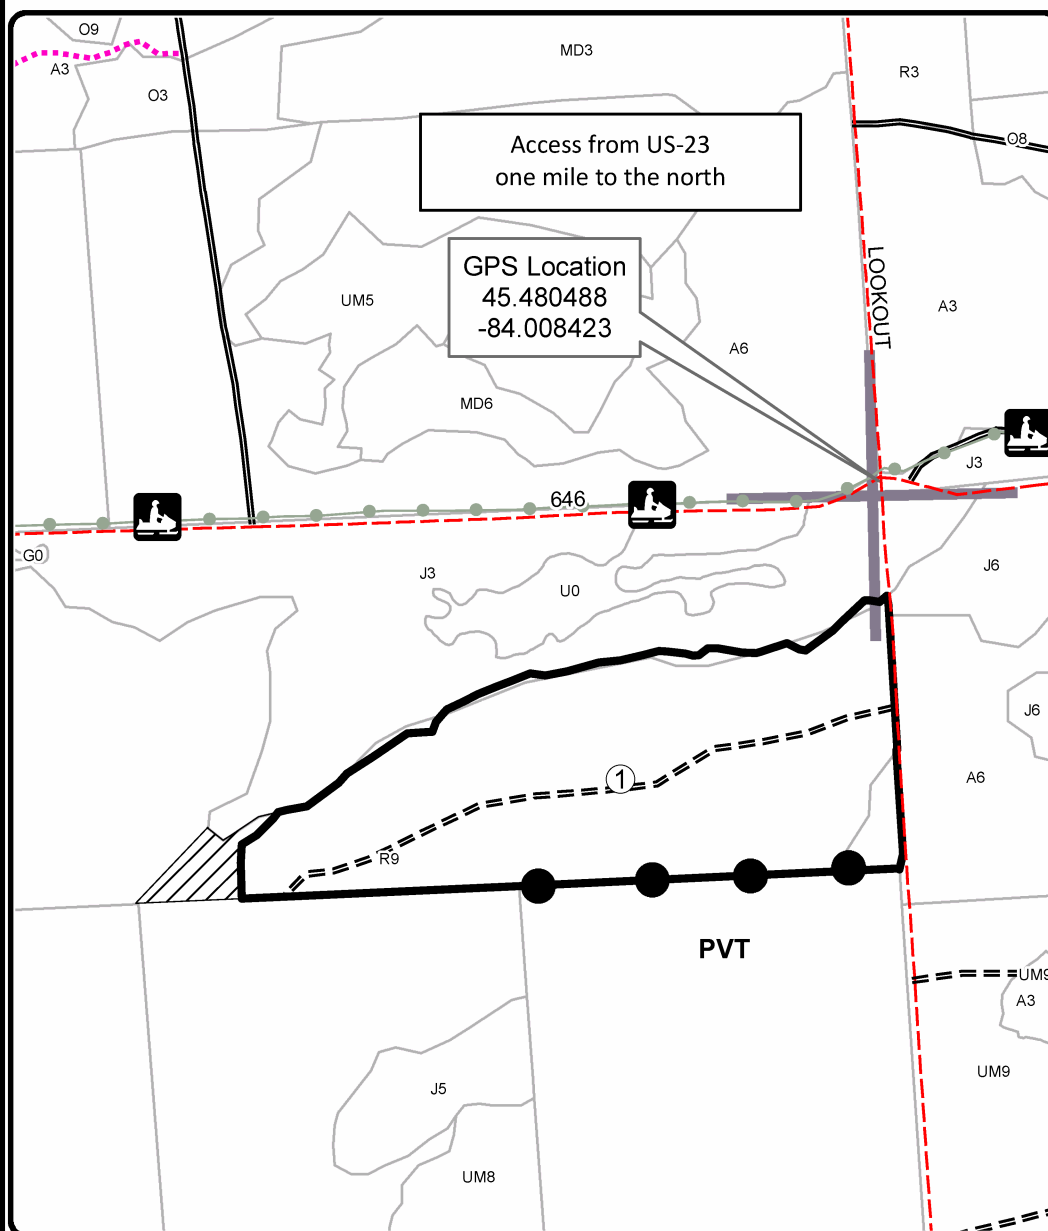 O9
MD3
A3
R3
O3
O8
Access from US-23
one mile to the north
LOOKOUT
GPS Location
45.480488
-84.008423
UM5
A3
A6
MD6
J3
646
G0
J3
U0
J6
J6
A6
1
R9
PVT
UM9
A3
UM9
J5
UM8